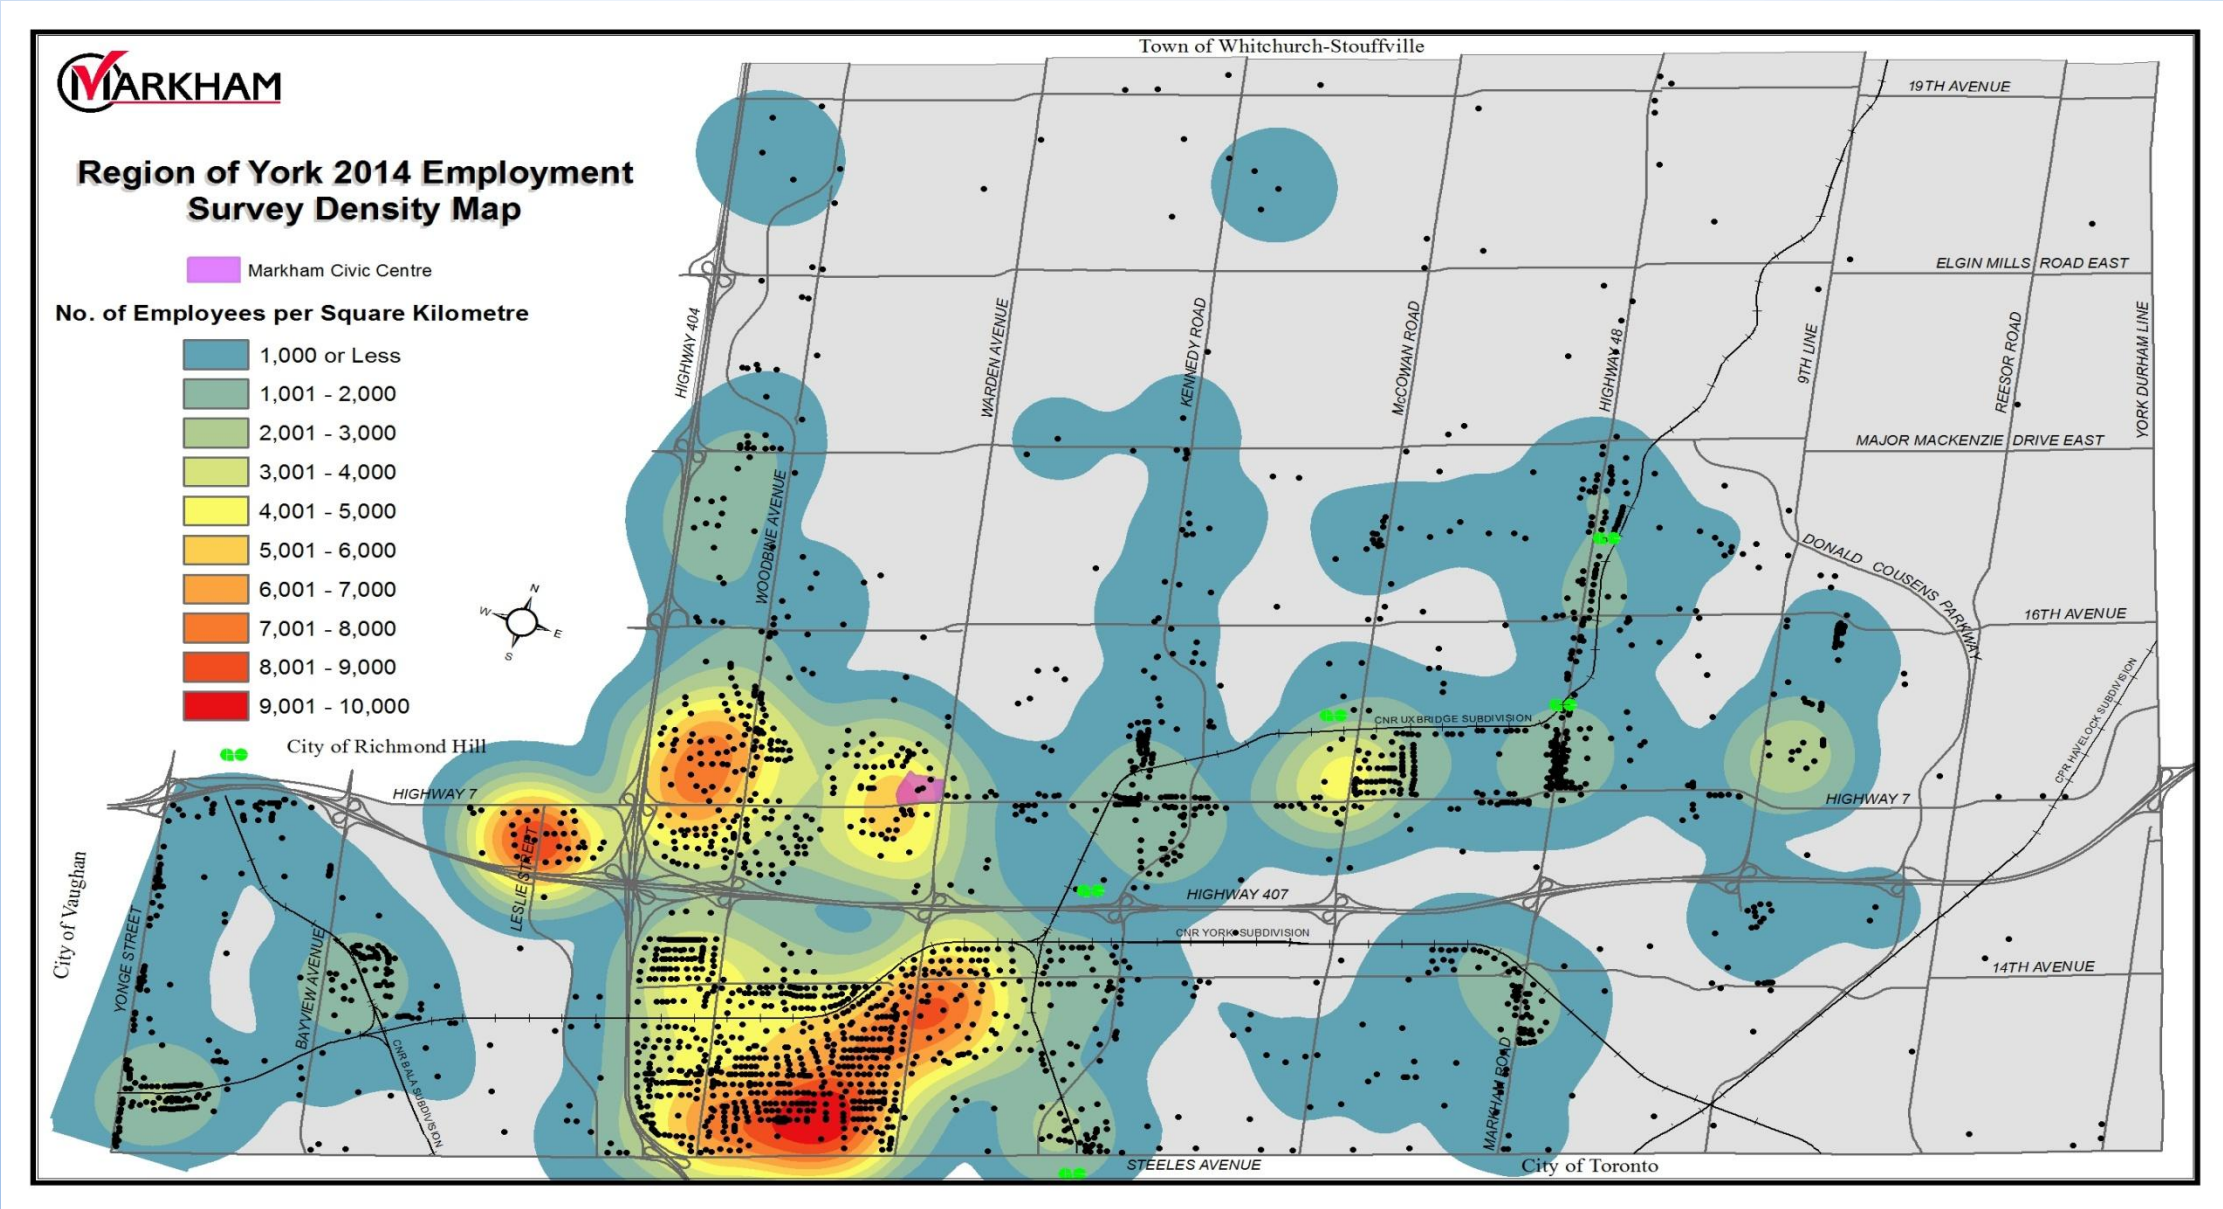 MARKHAM
Region of York 2014 Employment
Survey Density Map
Markham Civic Centre
No. of Employees per Square Kilometre
1,000 or Less
1,001 - 2,000
2,001 - 3,000
3,001 - 4,000
4,001 - 5,000
5,001 - 6,000
6,001 - 7,000
7,001 - 8,000
8,001 - 9,000
9,001 - 10,000
N
W
E
S
Town of Whitchurch-Stouffville
19TH AVENUE
ELGIN MILLS ROAD EAST
HIGHWAY 404
WARDEN AVENUE
KENNEDY ROAD
McCOWAN ROAD
HIGHWAY 48
9TH LINE
REESOR ROAD
YORK DURHAM LINE
MAJOR MACKENZIE DRIVE EAST
WOODBINE AVENUE
DONALD COUSENS PARKWAY
16TH AVENUE
CNR UXBRIDGE SUBDIVISION
CPR HAVELOCK SUBDIVISION
City of Richmond Hill
HIGHWAY 7
HIGHWAY 7
LESLIE STREET
HIGHWAY 407
City of Vaughan
YONGE STREET
BAYVIEW AVENUE
CNR YORK SUBDIVISION
14TH AVENUE
CNR BALA SUBDIVISION
MARKHAM ROAD
STEELES AVENUE
City of Toronto